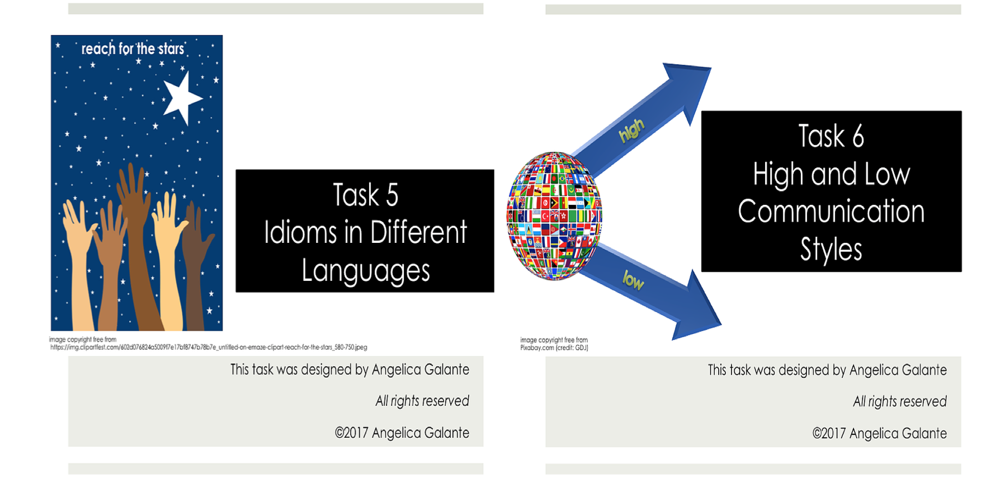 reach for the stars
Task 5
Idioms in Different
Languages
image copyright free from
https://img.clipartfest.com/602d076824a5009f7e17bf8747b78b7e_untitled-on-emaze-clipart-reach-for-the-stars_580-750.jpeg
This task was designed by Angelica Galante
All rights reserved
©2017 Angelica Galante
high
low
Task 6
High and Low
Communication
Styles
image copyright free from
Pixabay.com (credit: GDJ)
This task was designed by Angelica Galante
All rights reserved
©2017 Angelica Galante